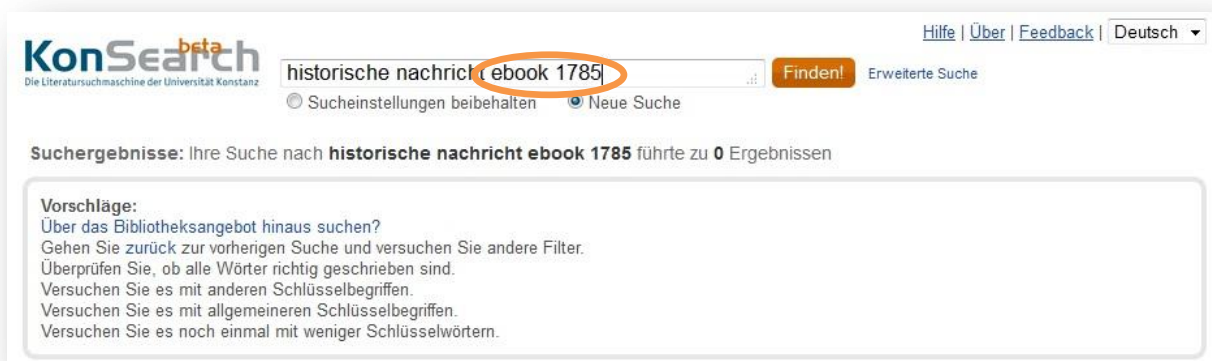 Hilfe | Über | Feedback | Deutsch
beta
KonSearch
Die Literatursuchmaschine der Universität Konstanz
historische nachricht ebook 1785 Finden! Erweiterte Suche
Sucheinstellungen beibehalten Neue Suche
Suchergebnisse: Ihre Suche nach historische nachricht ebook 1785 führte zu 0 Ergebnissen
Vorschläge:
Über das Bibliotheksangebot hinaus suchen?
Gehen Sie zurück zur vorherigen Suche und versuchen Sie andere Filter.
Überprüfen Sie, ob alle Wörter richtig geschrieben sind.
Versuchen Sie es mit anderen Schlüsselbegriffen.
Versuchen Sie es mit allgemeineren Schlüsselbegriffen.
Versuchen Sie es noch einmal mit weniger Schlüsselwörtern.